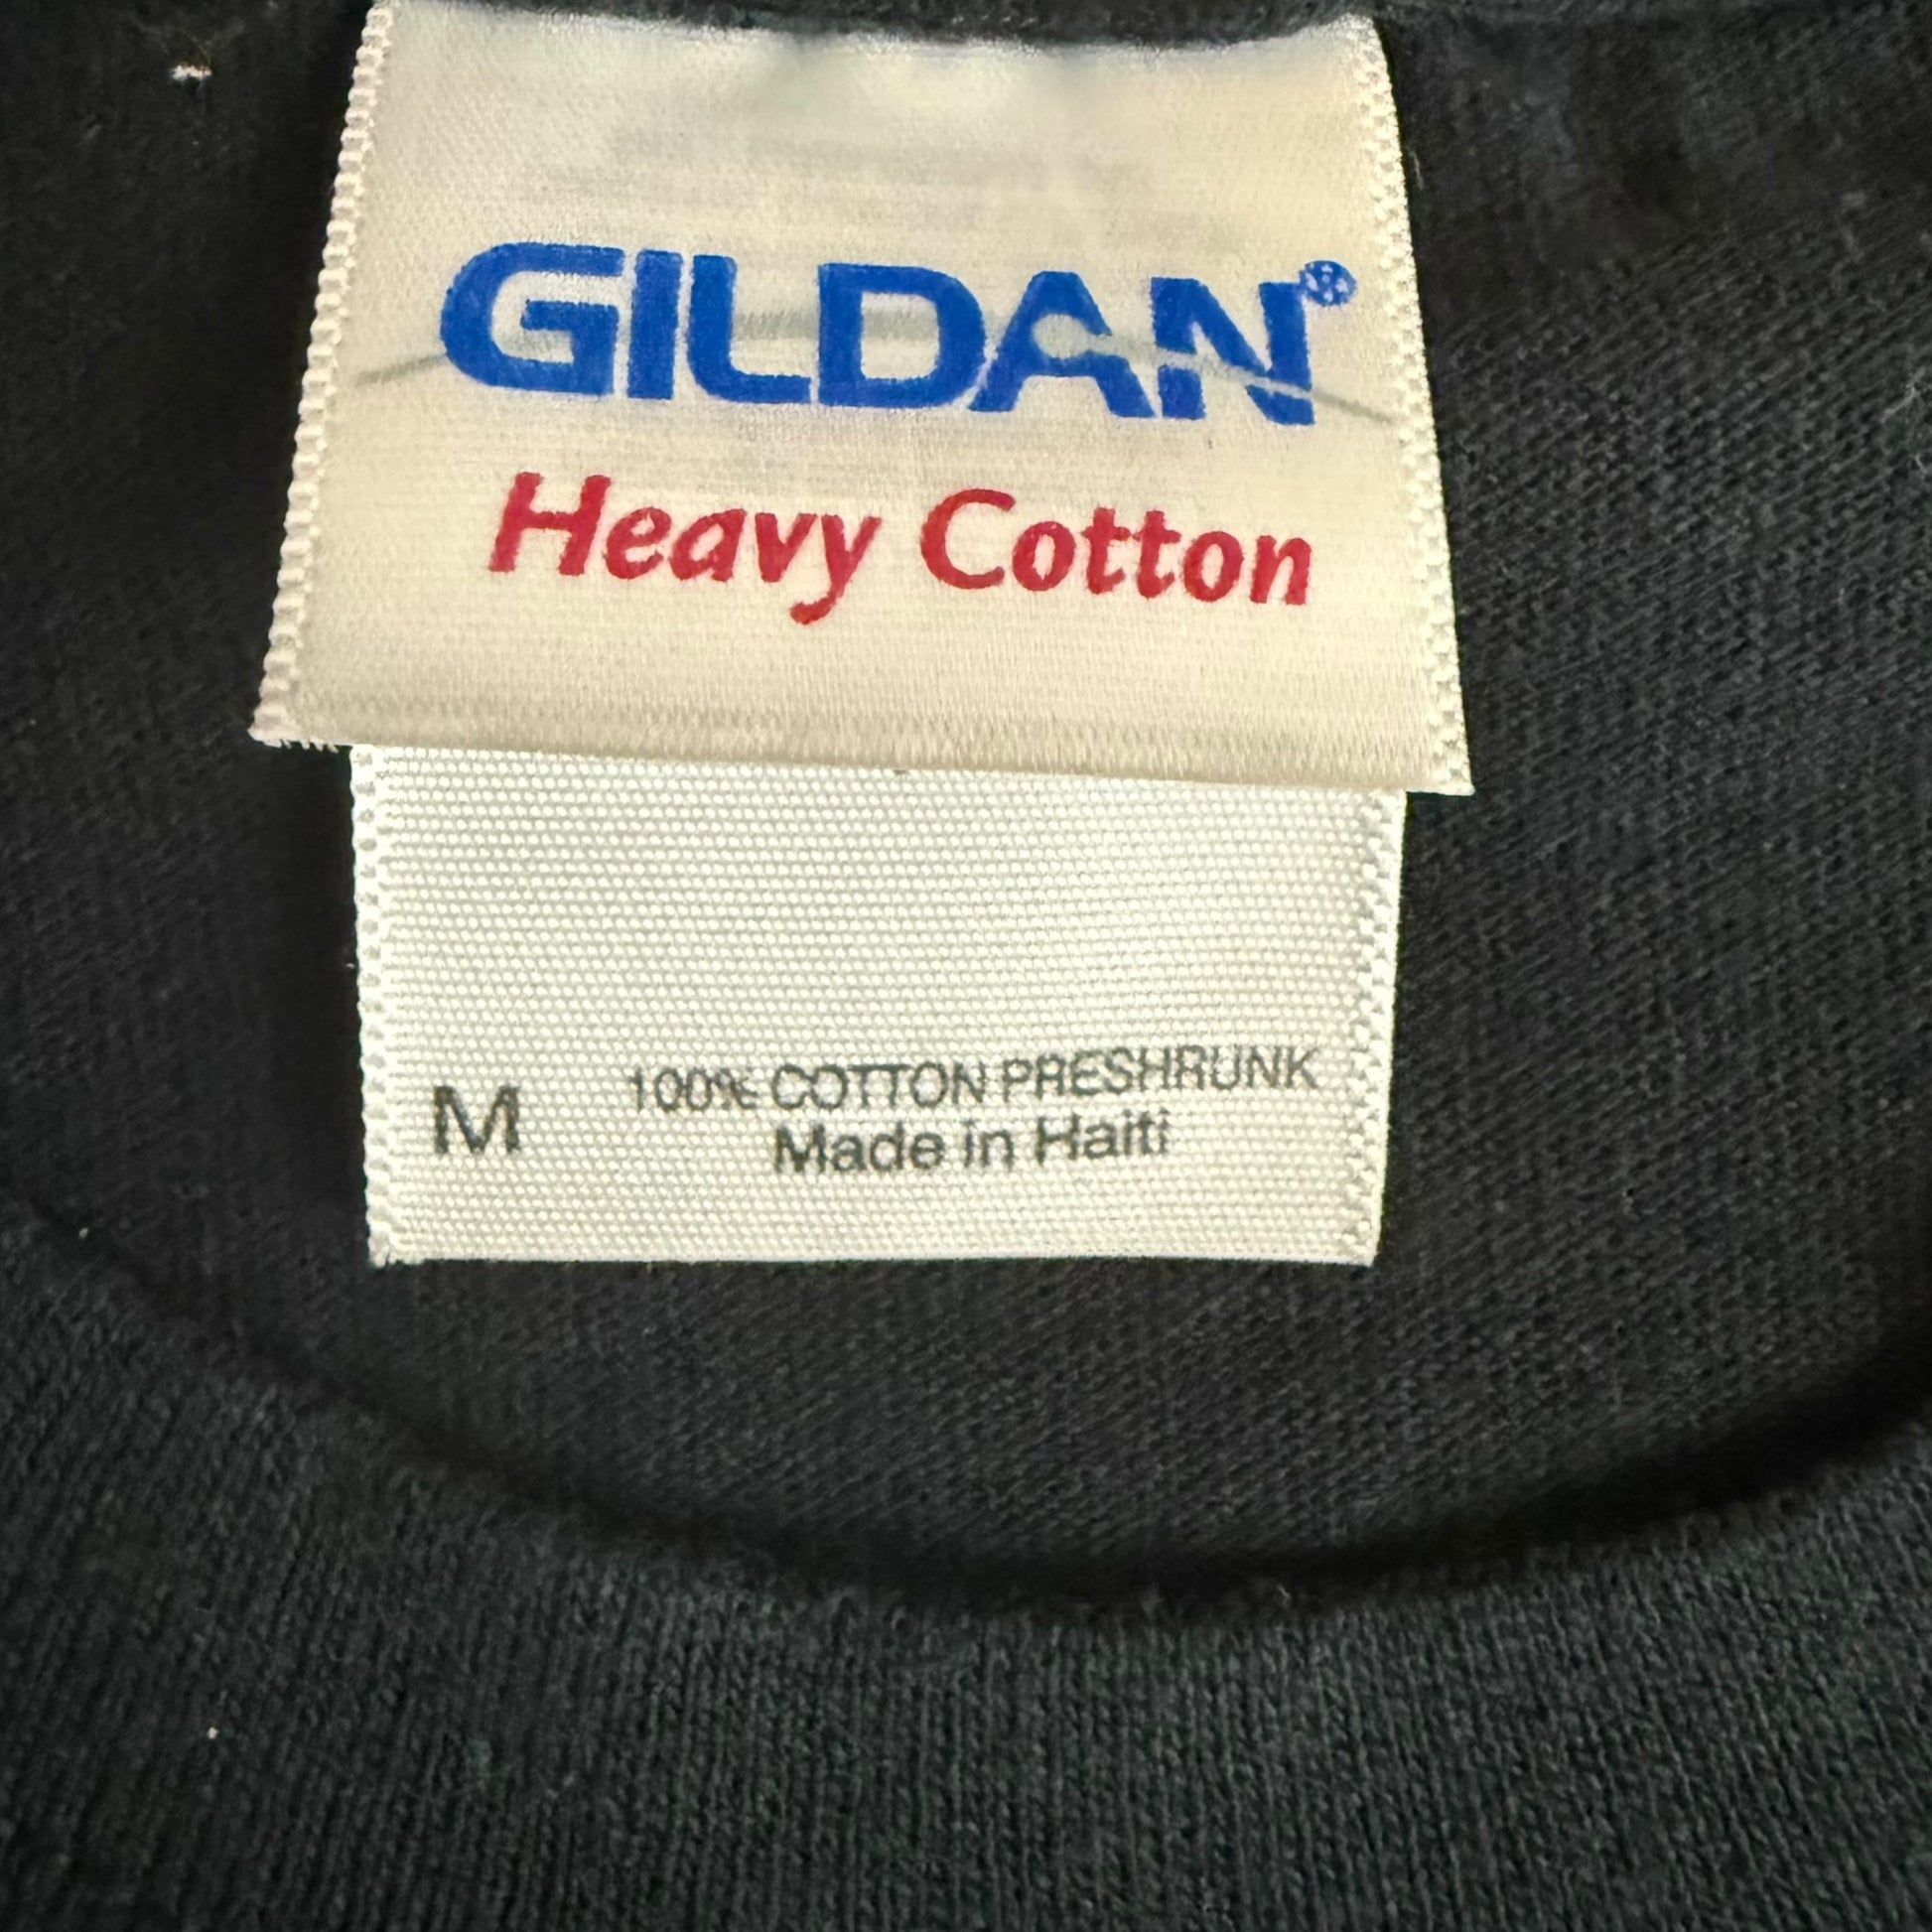 GILDAN®
Heavy Cotton
M 100% COTTON PRESHRUNK
Made in Haiti